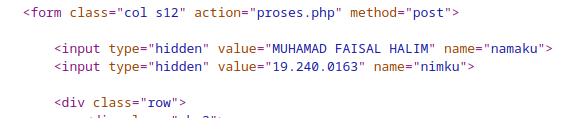 <form class="col s12" action="proses.php" method="post">
<input type="hidden" value="MUHAMAD FAISAL HALIM" name="namaku">
<input type="hidden" value="19.240.0163" name="nimku">
<div class="row">